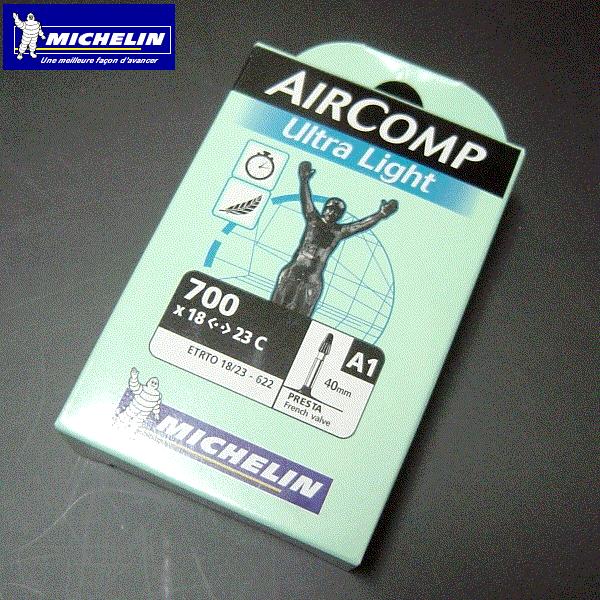 MICHELIN
Une meilleure façon d'avancer
AIRCOMP
Ultra Light
700
x 18 <-> 23 C
A1
ETRTO 18/23 - 622
40mm
PRESTA
French valve
MICHELIN